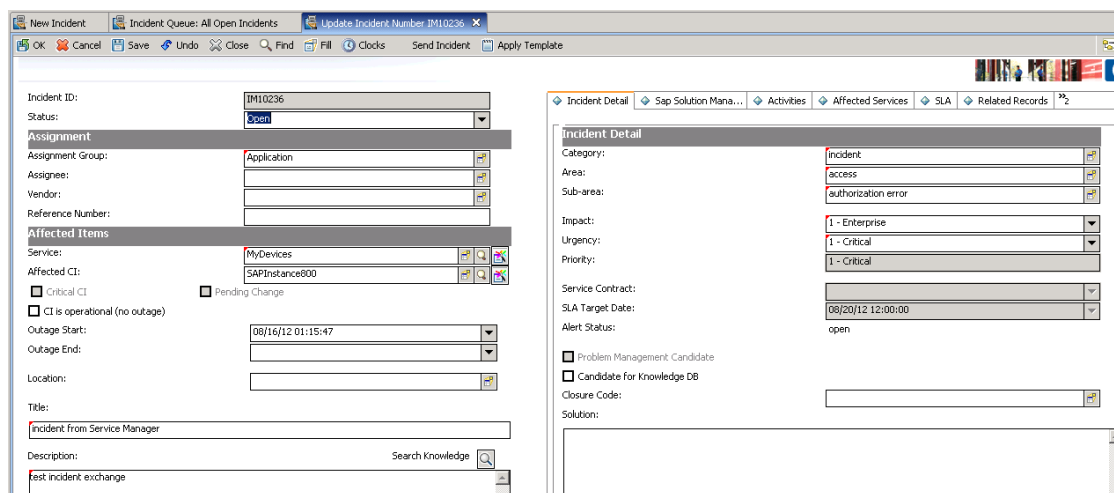 New Incident
Incident Queue: All Open Incidents
Update Incident Number IM10236
OK Cancel Save Undo Close Find Fill Clocks Send Incident Apply Template
Incident ID: IM10236
Status: Open
Assignment
Assignment Group: Application
Assignee:
Vendor:
Reference Number:
Affected Items
Service: MyDevices
Affected CI: SAPInstance800
Critical CI Pending Change
CI is operational (no outage)
Outage Start: 08/16/12 01:15:47
Outage End:
Location:
Title:
incident from Service Manager
Description: Search Knowledge
test incident exchange
Incident Detail Sap Solution Mana... Activities Affected Services SLA Related Records »2
Incident Detail
Category: incident
Area: access
Sub-area: authorization error
Impact: 1 - Enterprise
Urgency: 1 - Critical
Priority: 1 - Critical
Service Contract:
SLA Target Date: 08/20/12 12:00:00
Alert Status: open
Problem Management Candidate
Candidate for Knowledge DB
Closure Code:
Solution: